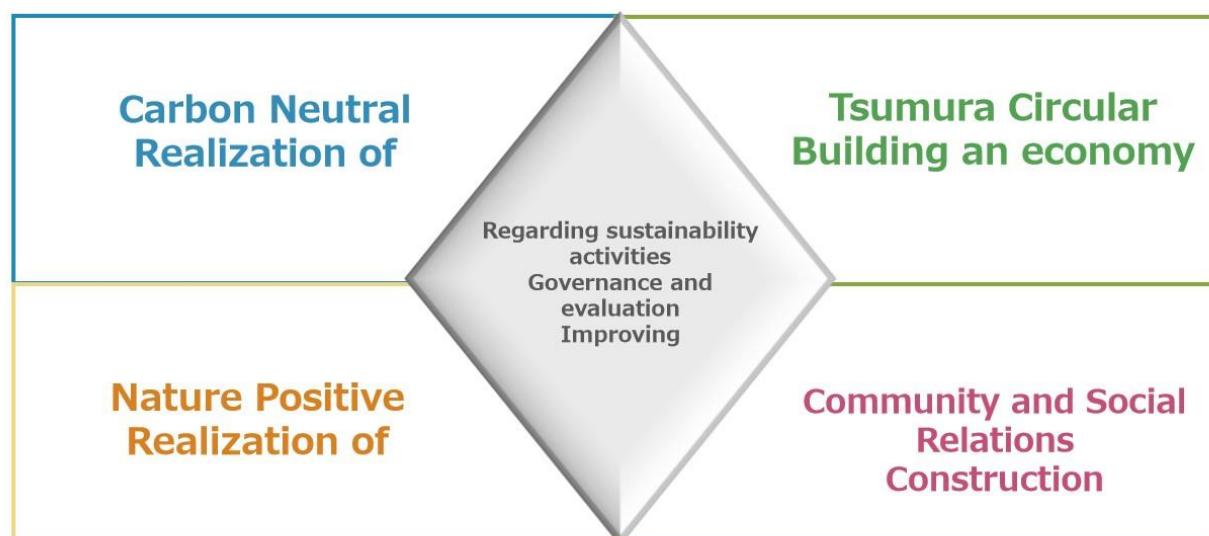 Carbon Neutral
Realization of
Tsumura Circular
Building an economy
Regarding sustainability
activities
Governance and
evaluation
Improving
Nature Positive
Realization of
Community and Social
Relations
Construction